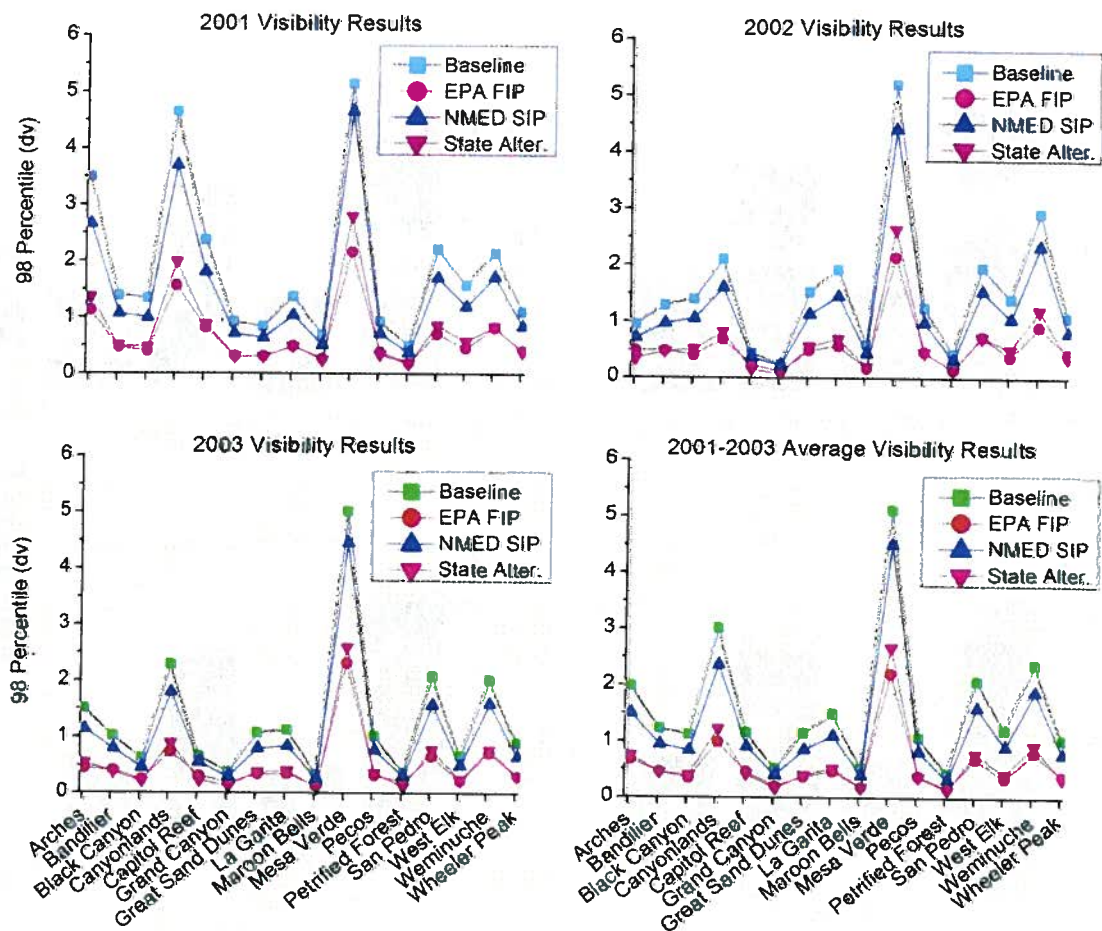 2001 Visibility Results
98 Percentile (dv)
6
5
4
3
2
1
0
Baseline
EPA FIP
NMED SIP
State Alter.
2002 Visibility Results
6
5
4
3
2
1
0
Baseline
EPA FIP
NMED SIP
State Alter.
2003 Visibility Results
98 Percentile (dv)
6
5
4
3
2
1
0
Baseline
EPA FIP
NMED SIP
State Alter.
Arches
Bandilier
Black Canyon
Canyonlands
Capitol Reef
Grand Canyon
Great Sand Dunes
La Garita
Maroon Bells
Mesa Verde
Pecos
Petrified Forest
San Pedro
West Elk
Weminuche
Wheeler Peak
2001-2003 Average Visibility Results
6
5
4
3
2
1
0
Baseline
EPA FIP
NMED SIP
State Alter.
Arches
Bandilier
Black Canyon
Canyonlands
Capitol Reef
Grand Canyon
Great Sand Dunes
La Garita
Maroon Bells
Mesa Verde
Pecos
Petrified Forest
San Pedro
West Elk
Weminuche
Wheeler Peak